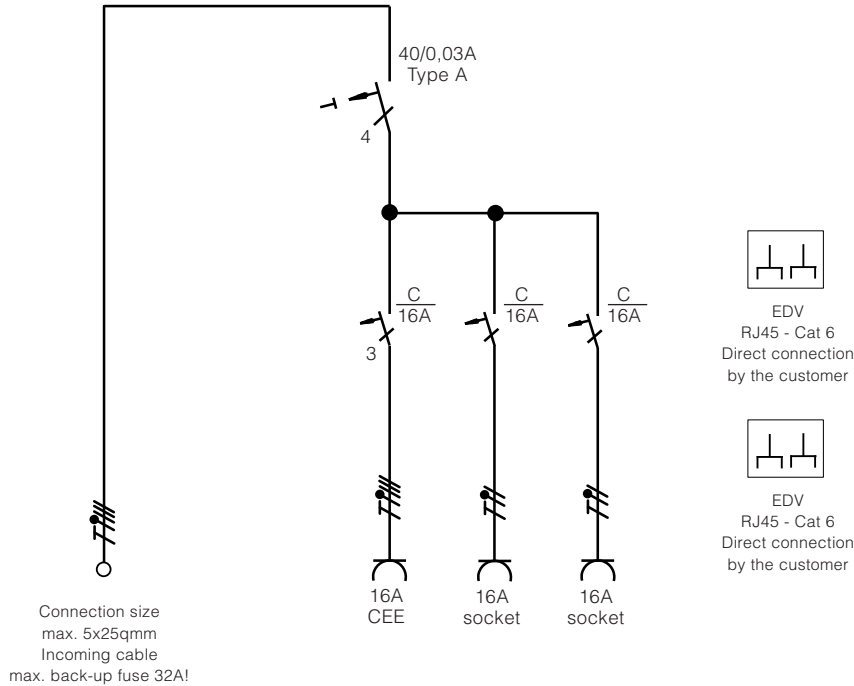 40/0,03A
Type A
4
C
16A
3
C
16A
C
16A
EDV
RJ45 - Cat 6
Direct connection
by the customer
EDV
RJ45 - Cat 6
Direct connection
by the customer
16A
CEE
16A
socket
16A
socket
Connection size
max. 5x25qmm
Incoming cable
max. back-up fuse 32A!